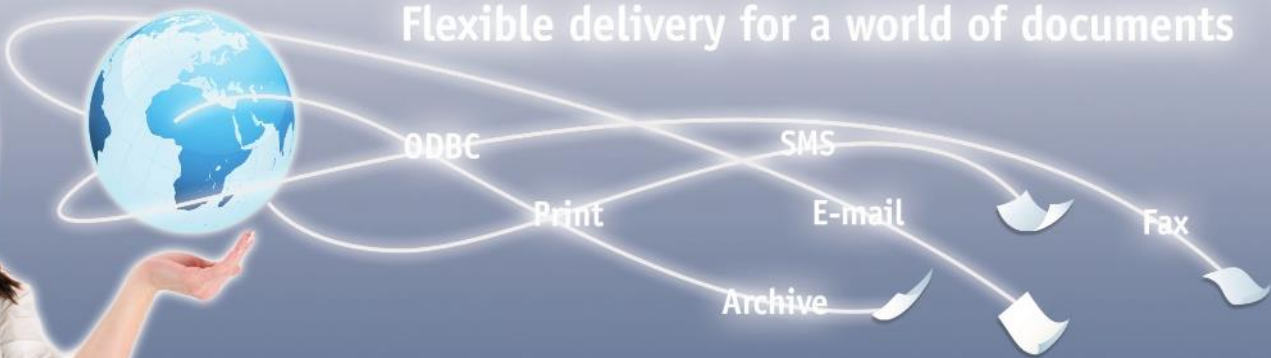 Flexible delivery for a world of documents
ODBC
SMS
Print
E-mail
Fax
Archive